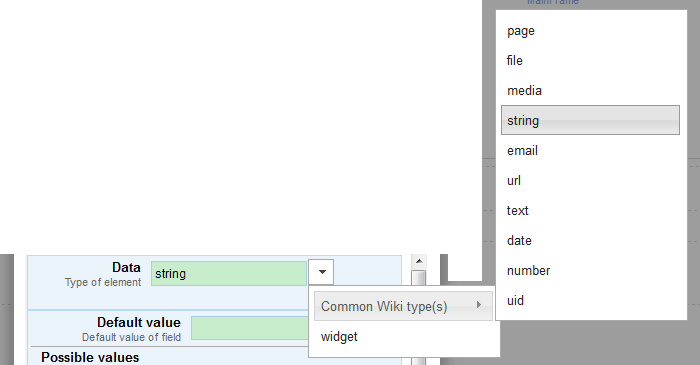 Main name
page
file
media
string
email
url
text
date
number
uid
Data
Type of element
string
Common Wiki type(s)
widget
Default value
Default value of field
Possible values